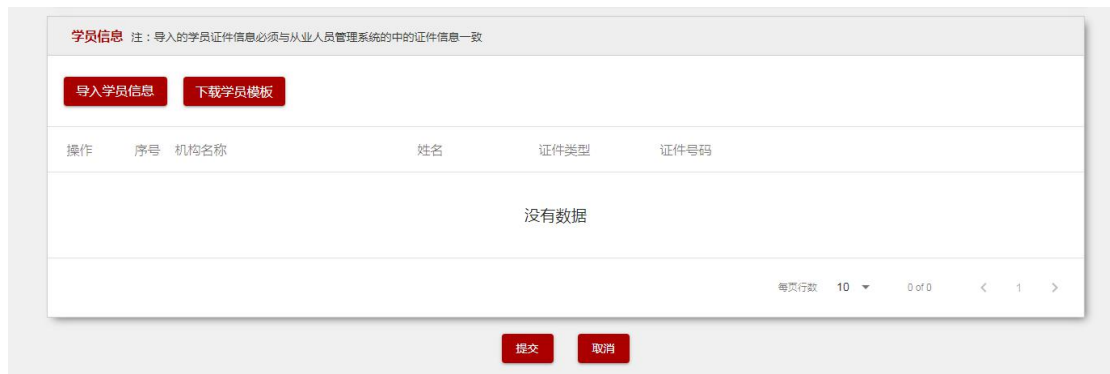 学员信息 注：导入的学员证件信息必须与从业人员管理系统的中的证件信息一致
导入学员信息 下载学员模板
操作 序号 机构名称 姓名 证件类型 证件号码
没有数据
每页行数 10 0 of 0 1
提交 取消